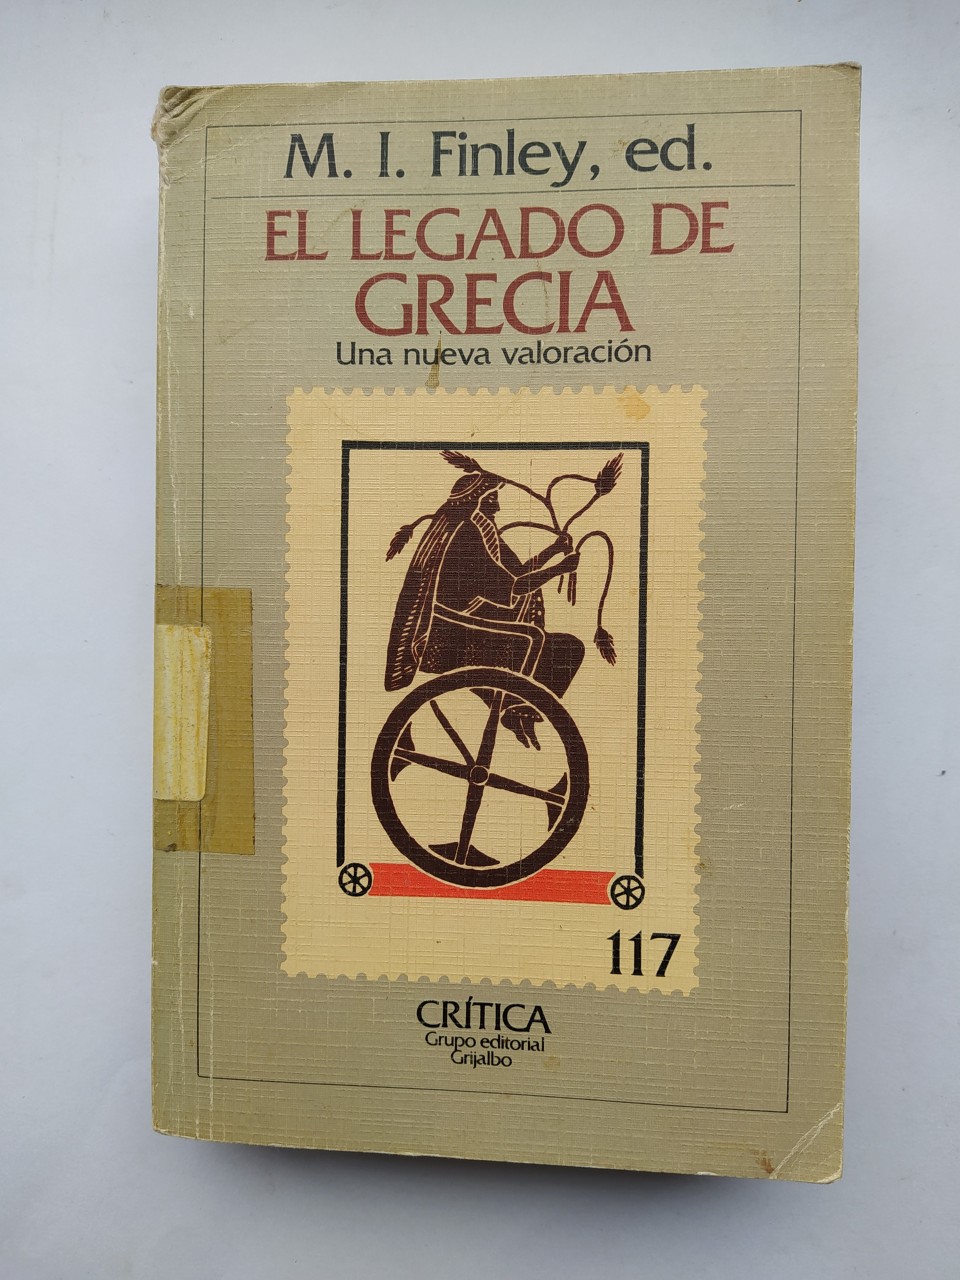 M. I. Finley, ed.
EL LEGADO DE
GRECIA
Una nueva valoración
117
CRÍTICA
Grupo editorial
Grijalbo